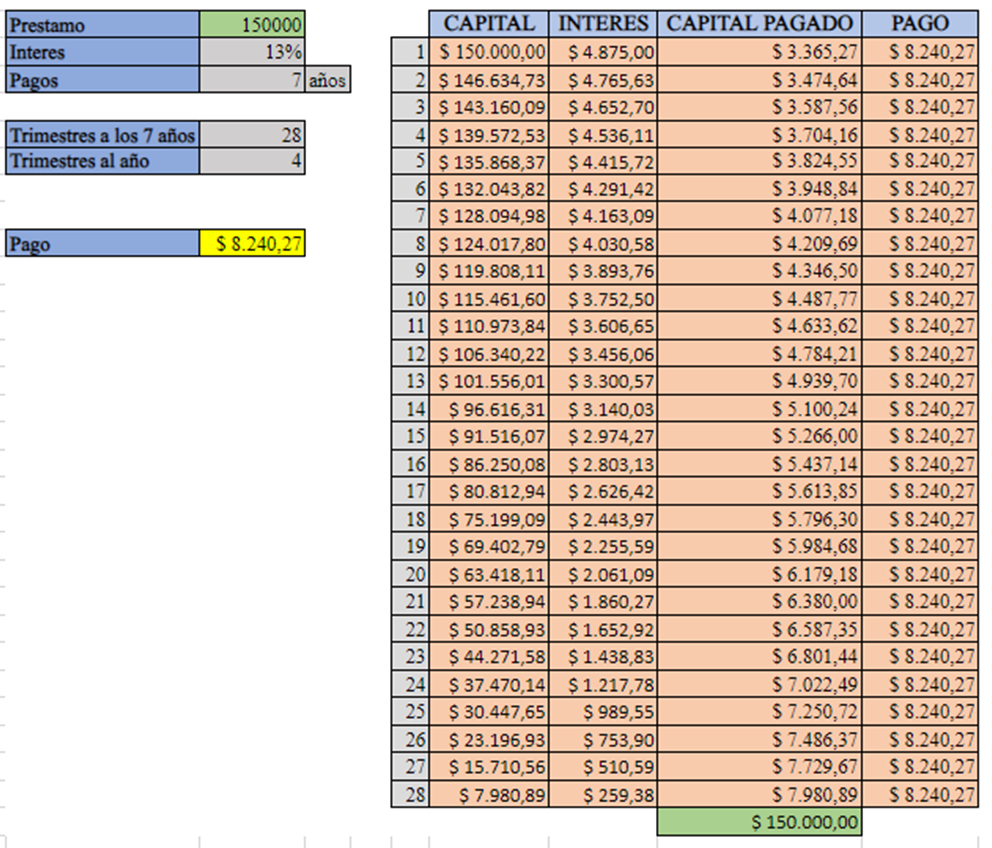 Prestamo 150000
Interes 13%
Pagos 7 años
Trimestres a los 7 años 28
Trimestres al año 4
Pago $ 8.240,27
CAPITAL INTERES CAPITAL PAGADO PAGO
1 $ 150.000,00 $ 4.875,00 $ 3.365,27 $ 8.240,27
2 $ 146.634,73 $ 4.765,63 $ 3.474,64 $ 8.240,27
3 $ 143.160,09 $ 4.652,70 $ 3.587,56 $ 8.240,27
4 $ 139.572,53 $ 4.536,11 $ 3.704,16 $ 8.240,27
5 $ 135.868,37 $ 4.415,72 $ 3.824,55 $ 8.240,27
6 $ 132.043,82 $ 4.291,42 $ 3.948,84 $ 8.240,27
7 $ 128.094,98 $ 4.163,09 $ 4.077,18 $ 8.240,27
8 $ 124.017,80 $ 4.030,58 $ 4.209,69 $ 8.240,27
9 $ 119.808,11 $ 3.893,76 $ 4.346,50 $ 8.240,27
10 $ 115.461,60 $ 3.752,50 $ 4.487,77 $ 8.240,27
11 $ 110.973,84 $ 3.606,65 $ 4.633,62 $ 8.240,27
12 $ 106.340,22 $ 3.456,06 $ 4.784,21 $ 8.240,27
13 $ 101.556,01 $ 3.300,57 $ 4.939,70 $ 8.240,27
14 $ 96.616,31 $ 3.140,03 $ 5.100,24 $ 8.240,27
15 $ 91.516,07 $ 2.974,27 $ 5.266,00 $ 8.240,27
16 $ 86.250,08 $ 2.803,13 $ 5.437,14 $ 8.240,27
17 $ 80.812,94 $ 2.626,42 $ 5.613,85 $ 8.240,27
18 $ 75.199,09 $ 2.443,97 $ 5.796,30 $ 8.240,27
19 $ 69.402,79 $ 2.255,59 $ 5.984,68 $ 8.240,27
20 $ 63.418,11 $ 2.061,09 $ 6.179,18 $ 8.240,27
21 $ 57.238,94 $ 1.860,27 $ 6.380,00 $ 8.240,27
22 $ 50.858,93 $ 1.652,92 $ 6.587,35 $ 8.240,27
23 $ 44.271,58 $ 1.438,83 $ 6.801,44 $ 8.240,27
24 $ 37.470,14 $ 1.217,78 $ 7.022,49 $ 8.240,27
25 $ 30.447,65 $ 989,55 $ 7.250,72 $ 8.240,27
26 $ 23.196,93 $ 753,90 $ 7.486,37 $ 8.240,27
27 $ 15.710,56 $ 510,59 $ 7.729,67 $ 8.240,27
28 $ 7.980,89 $ 259,38 $ 7.980,89 $ 8.240,27
$ 150.000,00